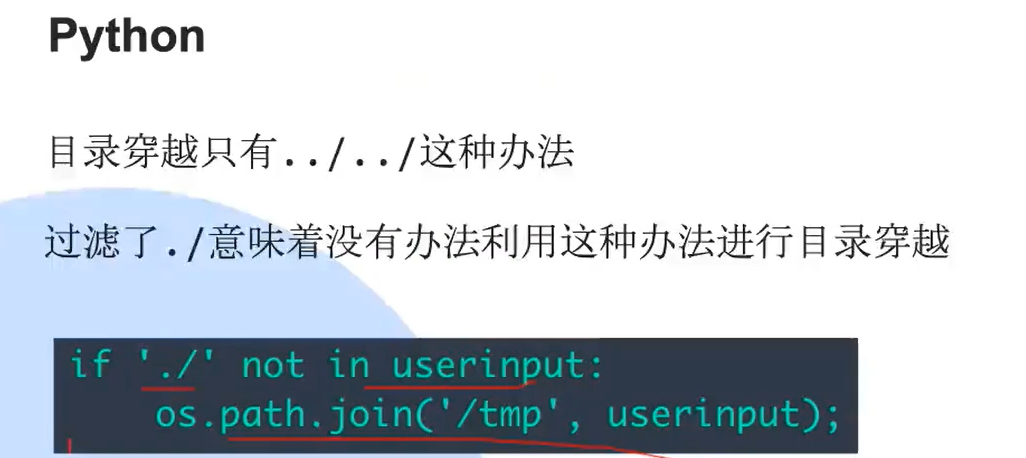 Python
目录穿越只有../../这种办法
过滤了./意味着没有办法利用这种办法进行目录穿越
if './' not in userinput:
os.path.join('/tmp', userinput);